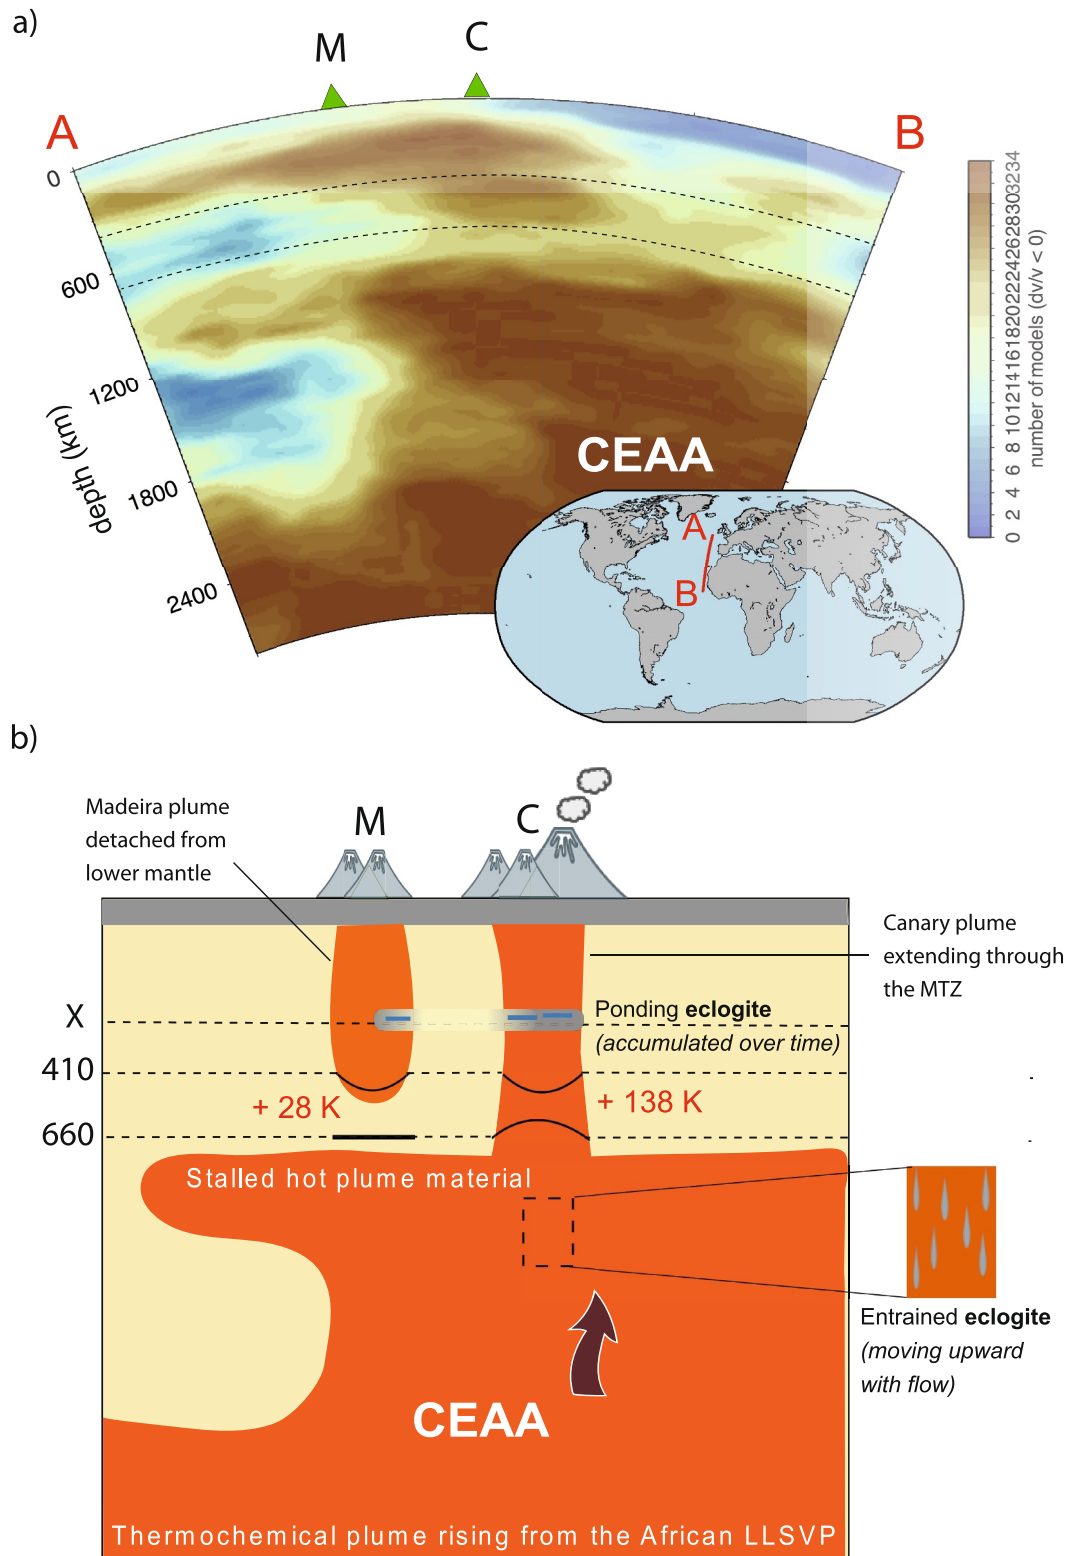 a)
M
C
A
B
0
600
1200
1800
2400
depth (km)
0 2 4 6 8 10 12 14 16 18 20 22 24 26 28 30 32 34
number of models (dv/v < 0)
CEAA
A
B
b)
Madeira plume
detached from
lower mantle
M
C
Canary plume
extending through
the MTZ
X
Ponding eclogite
(accumulated over time)
410
+ 28 K
+ 138 K
660
Stalled hot plume material
Entrained eclogite
(moving upward
with flow)
CEAA
Thermochemical plume rising from the African LLSVP